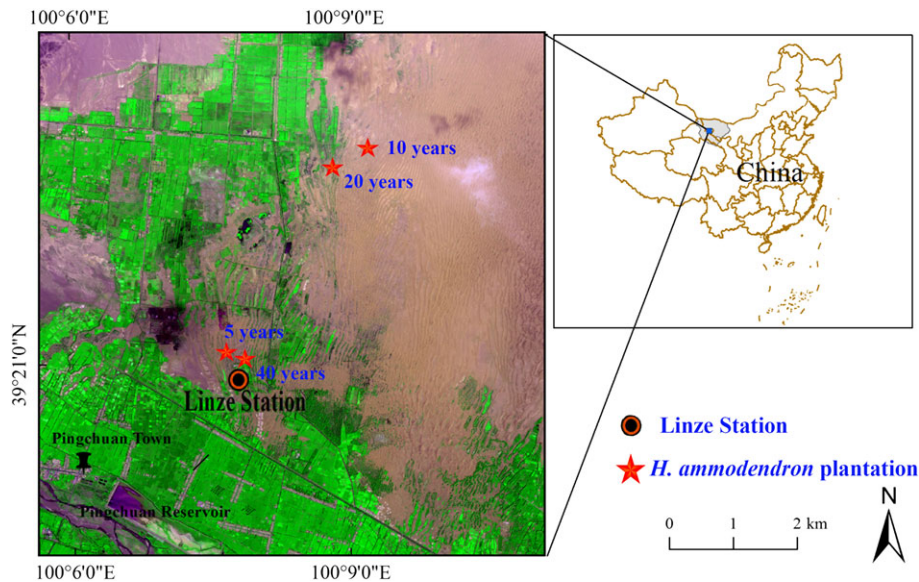 100°6'0"E
100°9'0"E
10 years
20 years
China
39°21'0"N
5 years
40 years
Linze Station
Pingchuan Town
Pingchuan Reservoir
Linze Station
H. ammodendron plantation
N
0 1 2 km
100°6'0"E
100°9'0"E